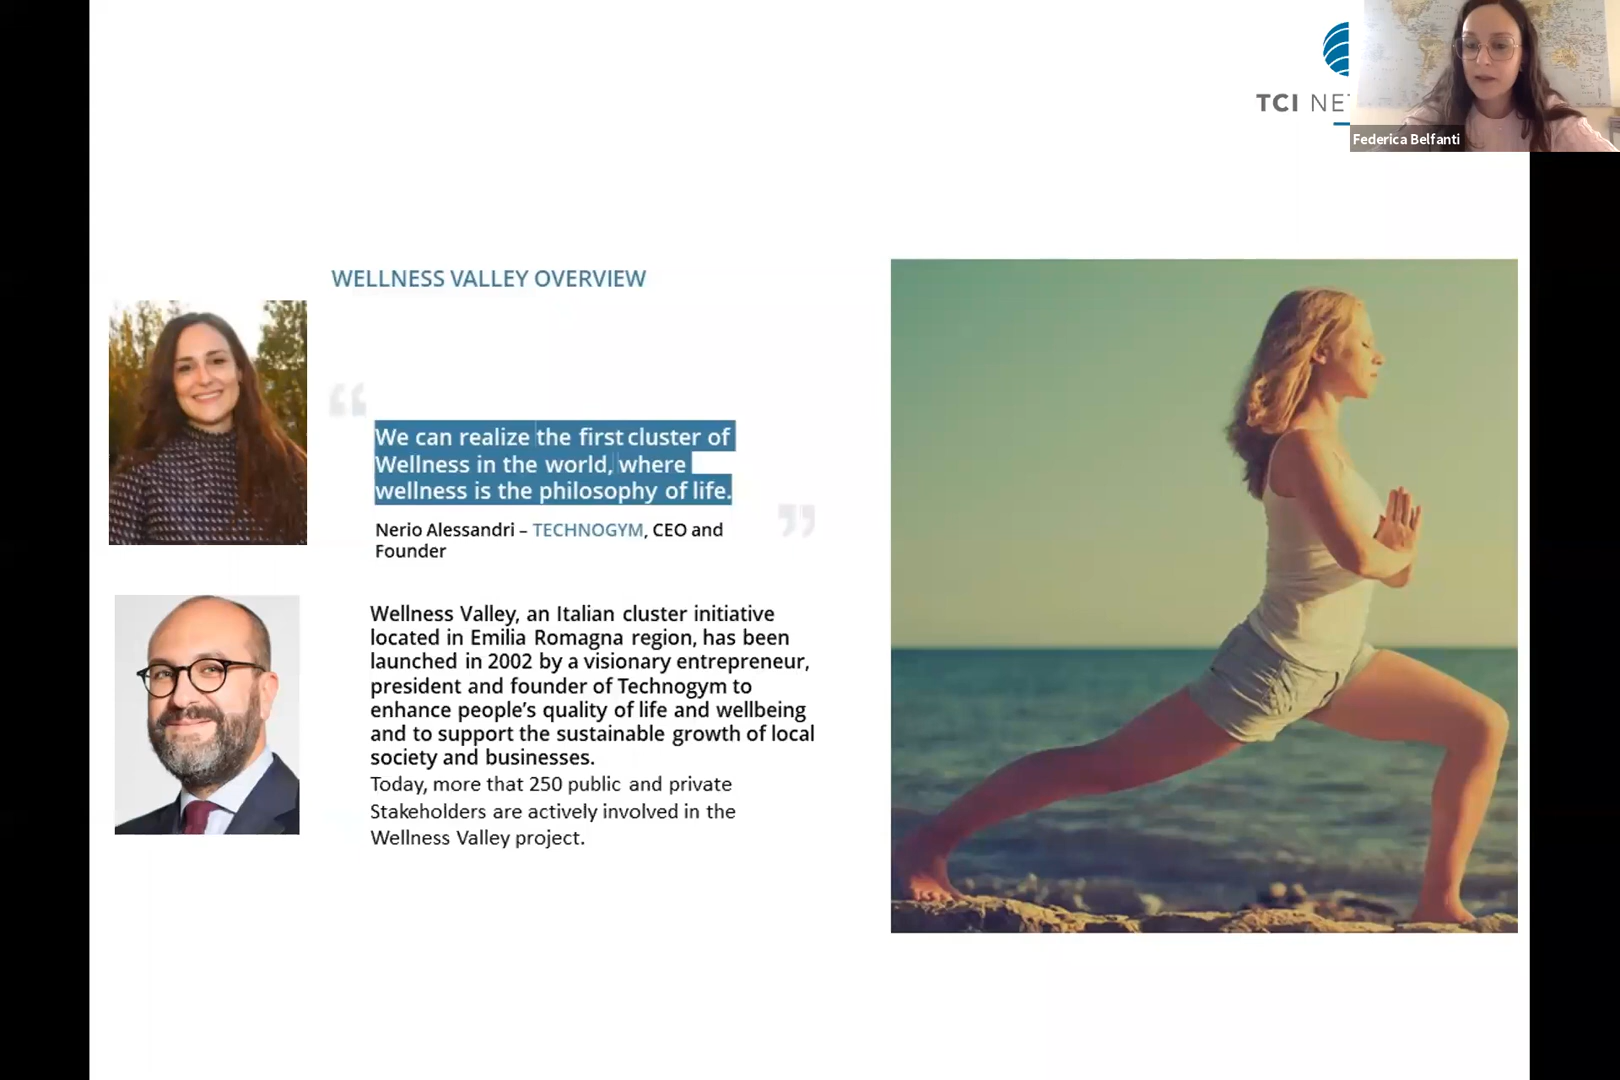 TCI NE
Federica Belfanti
WELLNESS VALLEY OVERVIEW
“
We can realize the first cluster of
Wellness in the world, where
wellness is the philosophy of life.
”
Nerio Alessandri – TECHNOGYM, CEO and
Founder
Wellness Valley, an Italian cluster initiative
located in Emilia Romagna region, has been
launched in 2002 by a visionary entrepreneur,
president and founder of Technogym to
enhance people’s quality of life and wellbeing
and to support the sustainable growth of local
society and businesses.
Today, more that 250 public and private
Stakeholders are actively involved in the
Wellness Valley project.